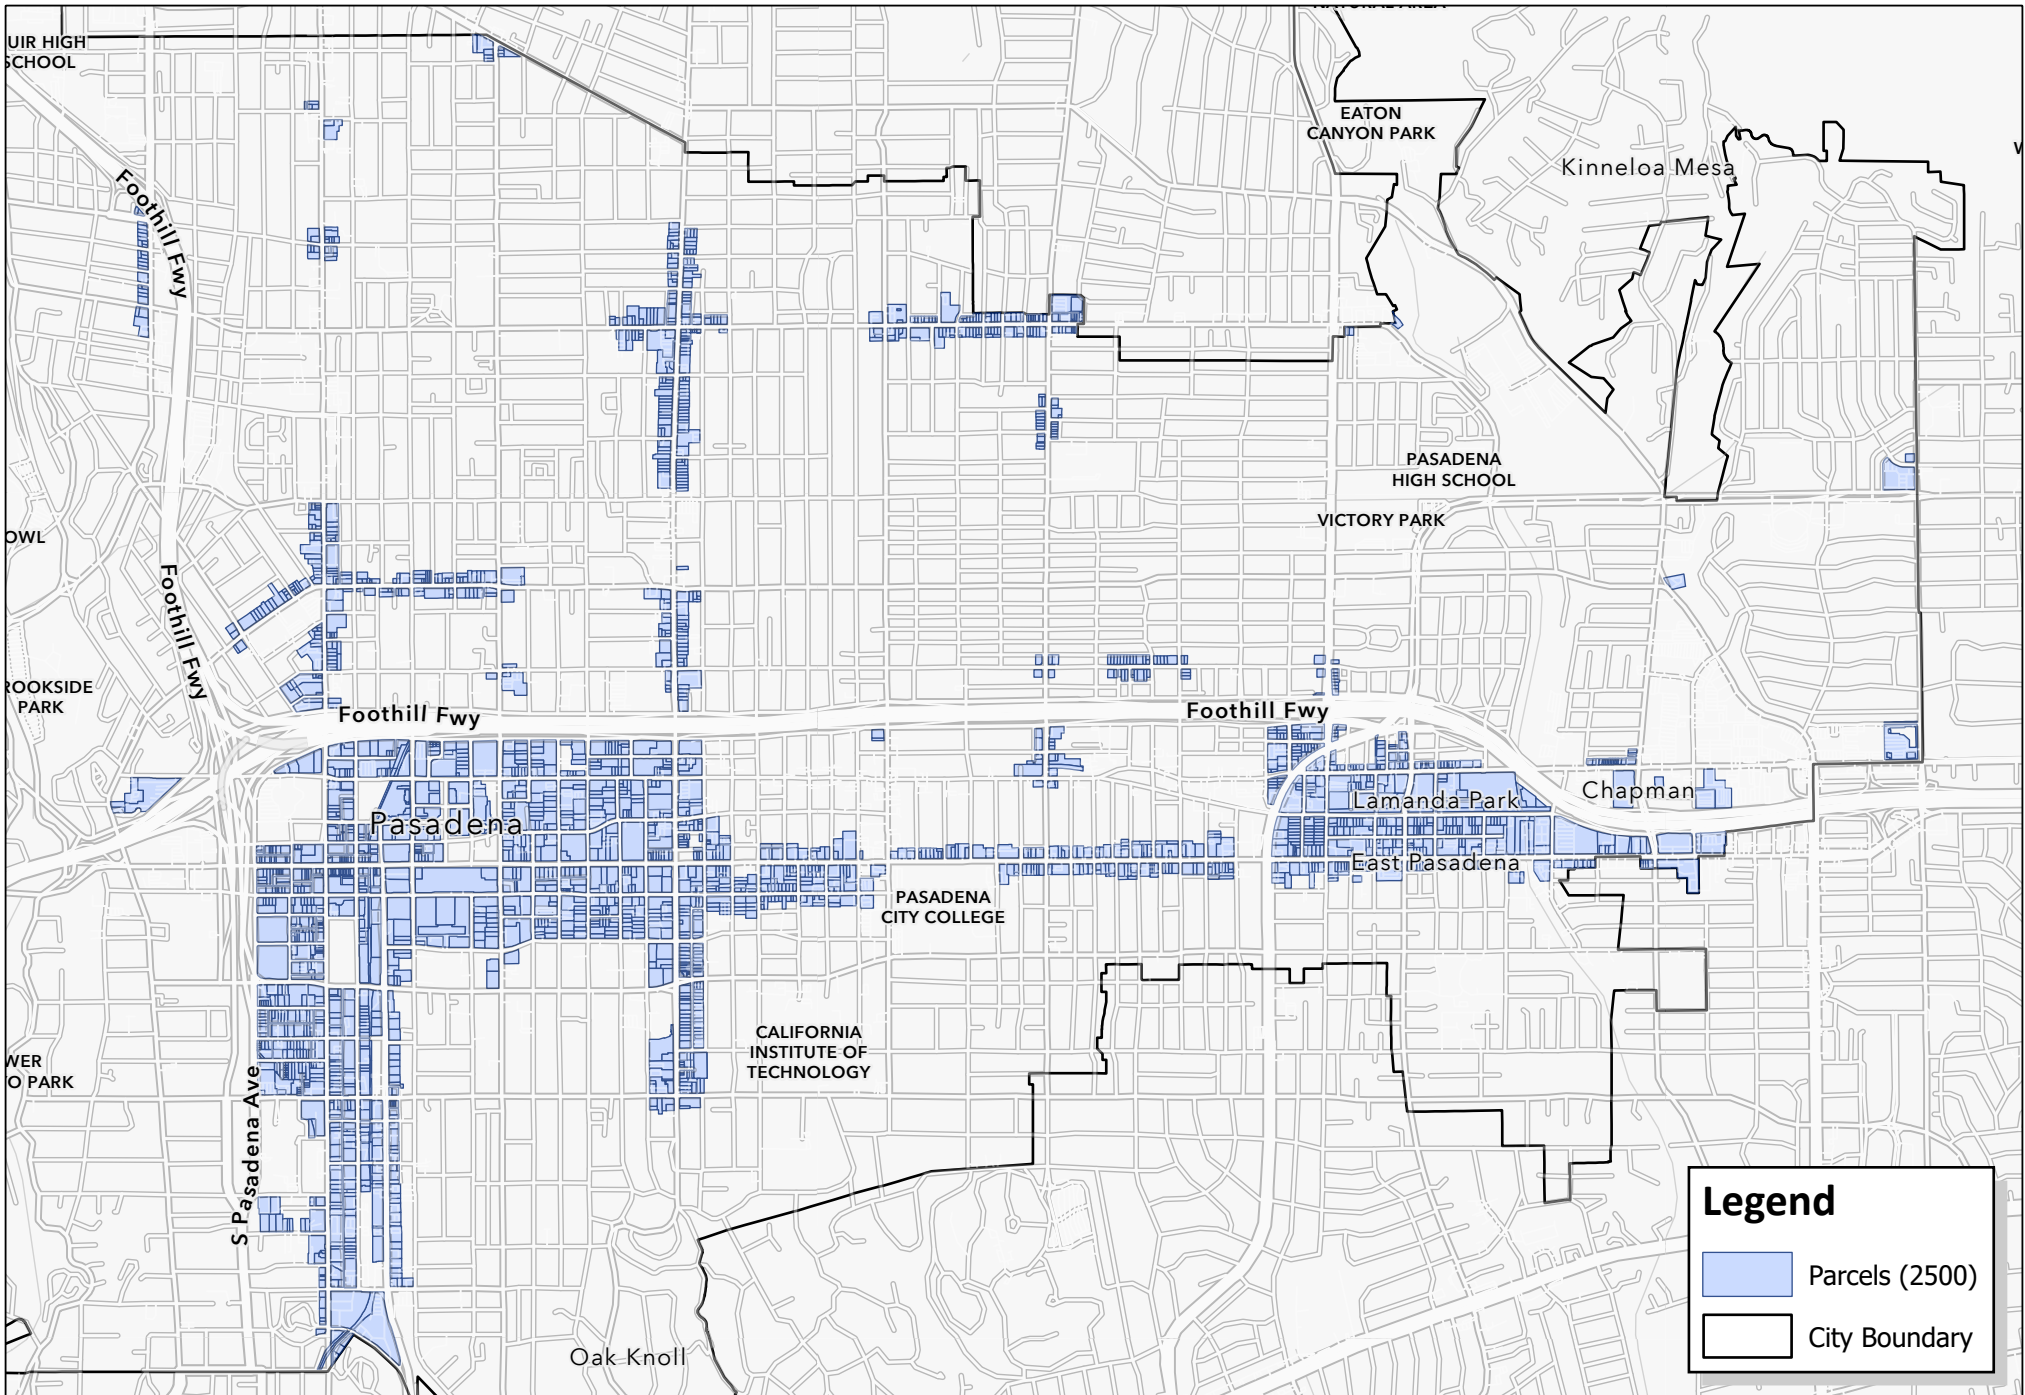 NATURAL AREA
UIR HIGH
SCHOOL
EATON
CANYON PARK
Kinneloa Mesa
Foothill Fwy
PASADENA
HIGH SCHOOL
VICTORY PARK
OWL
Foothill Fwy
ROOKSIDE
PARK
Foothill Fwy
Foothill Fwy
Chapman
Lamanda Park
Pasadena
East Pasadena
PASADENA
CITY COLLEGE
CALIFORNIA
INSTITUTE OF
TECHNOLOGY
WER
O PARK
S Pasadena Ave
Oak Knoll
Legend
Parcels (2500)
City Boundary